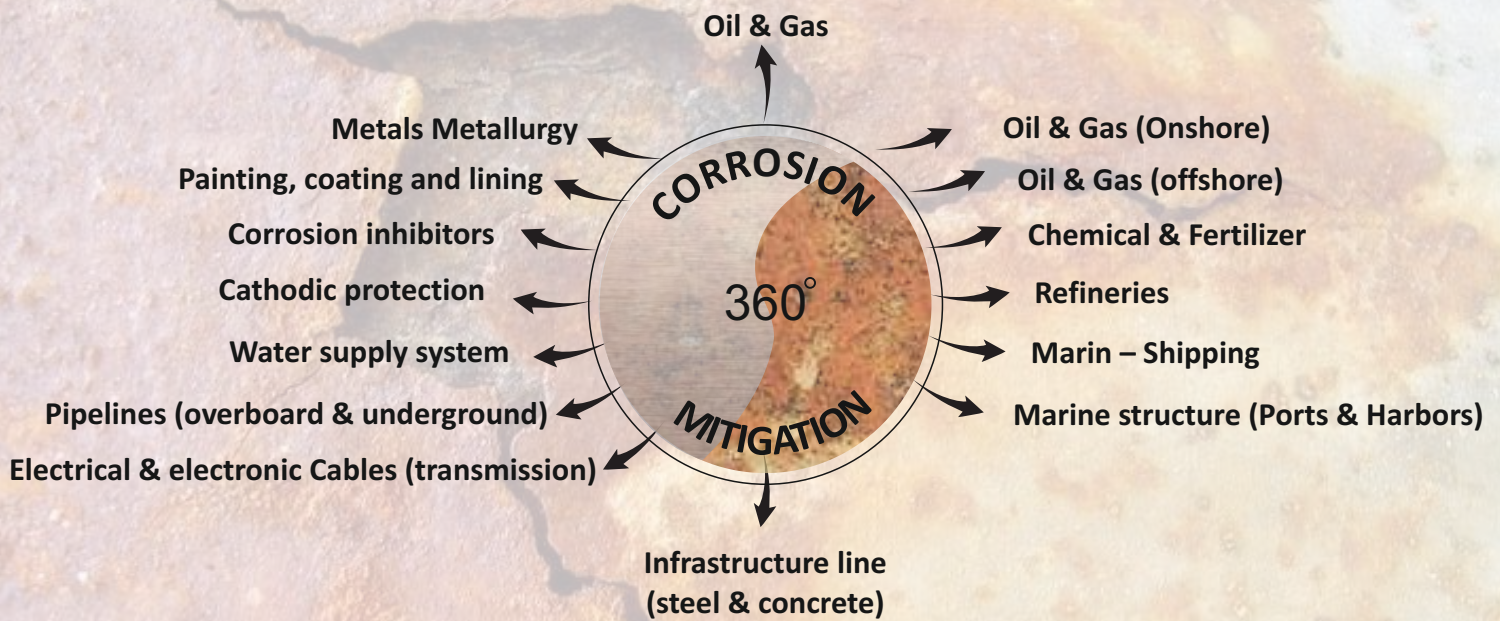 Oil & Gas
Metals Metallurgy
Painting, coating and lining
Corrosion inhibitors
Cathodic protection
Water supply system
Pipelines (overboard & underground)
Electrical & electronic Cables (transmission)
CORROSION
360°
MITIGATION
Oil & Gas (Onshore)
Oil & Gas (offshore)
Chemical & Fertilizer
Refineries
Marin – Shipping
Marine structure (Ports & Harbors)
Infrastructure line
(steel & concrete)